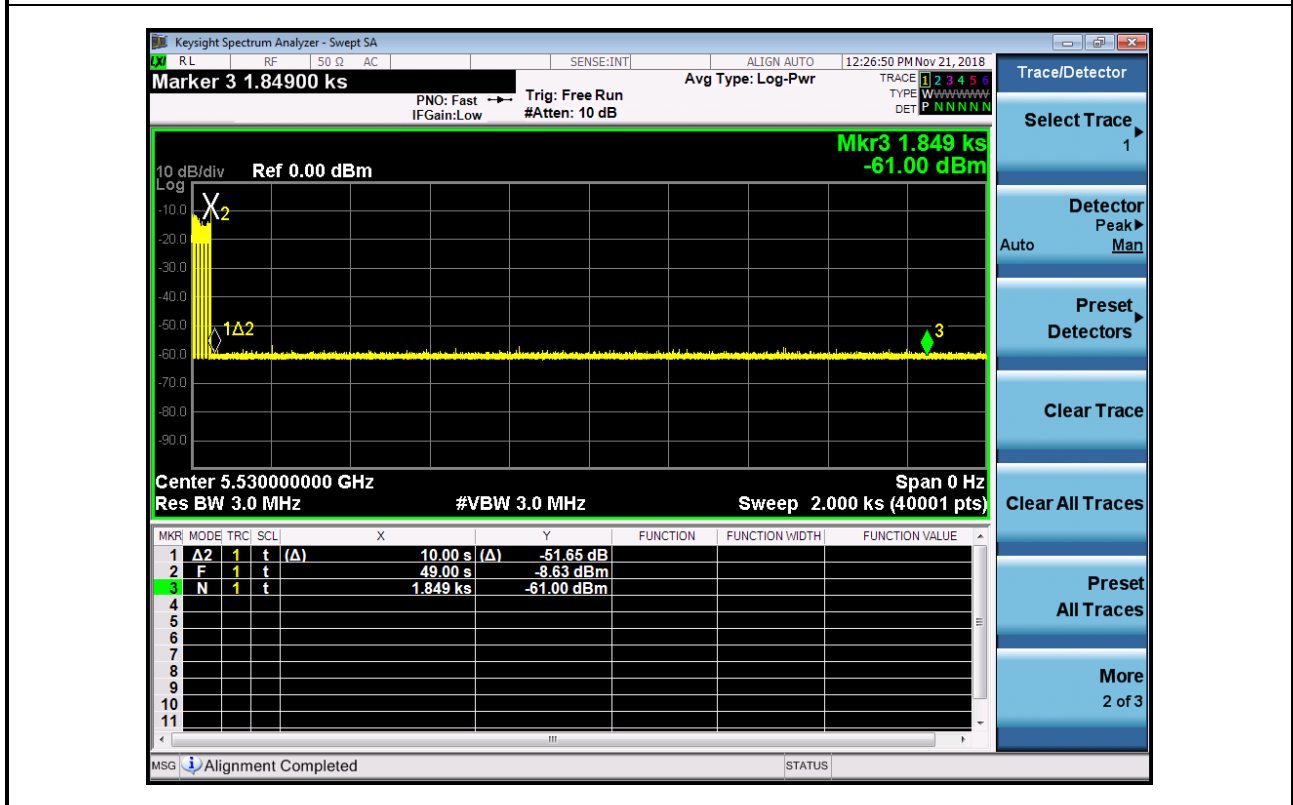 Keysight Spectrum Analyzer - Swept SA
LXI RL RF 50 Ω AC SENSE:INT ALIGN AUTO 12:26:50 PM Nov 21, 2018
Marker 3 1.84900 ks
PNO: Fast
IFGain:Low
Trig: Free Run
#Atten: 10 dB
Avg Type: Log-Pwr
TRACE 1 2 3 4 5 6
TYPE WWWWWW
DET P N N N N N
Mkr3 1.849 ks
-61.00 dBm
10 dB/div Ref 0.00 dBm
Log
-10.0
-20.0
-30.0
-40.0
-50.0
-60.0
-70.0
-80.0
-90.0
X2
1Δ2
3
Center 5.530000000 GHz Span 0 Hz
Res BW 3.0 MHz #VBW 3.0 MHz Sweep 2.000 ks (40001 pts)
MKR MODE TRC SCL X Y FUNCTION FUNCTION WIDTH FUNCTION VALUE
1 Δ2 1 t (Δ) 10.00 s (Δ) -51.65 dB
2 F 1 t 49.00 s -8.63 dBm
3 N 1 t 1.849 ks -61.00 dBm
4
5
6
7
8
9
10
11
MSG Alignment Completed STATUS
Trace/Detector
Select Trace
1
Detector
Peak
Auto Man
Preset
Detectors
Clear Trace
Clear All Traces
Preset
All Traces
More
2 of 3